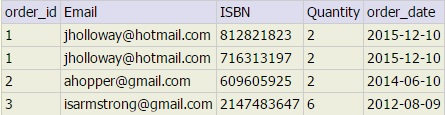 order_id Email ISBN Quantity order_date
1 jholloway@hotmail.com 812821823 2 2015-12-10
1 jholloway@hotmail.com 716313197 2 2015-12-10
2 ahopper@gmail.com 609605925 2 2014-06-10
3 isarmstrong@gmail.com 2147483647 6 2012-08-09